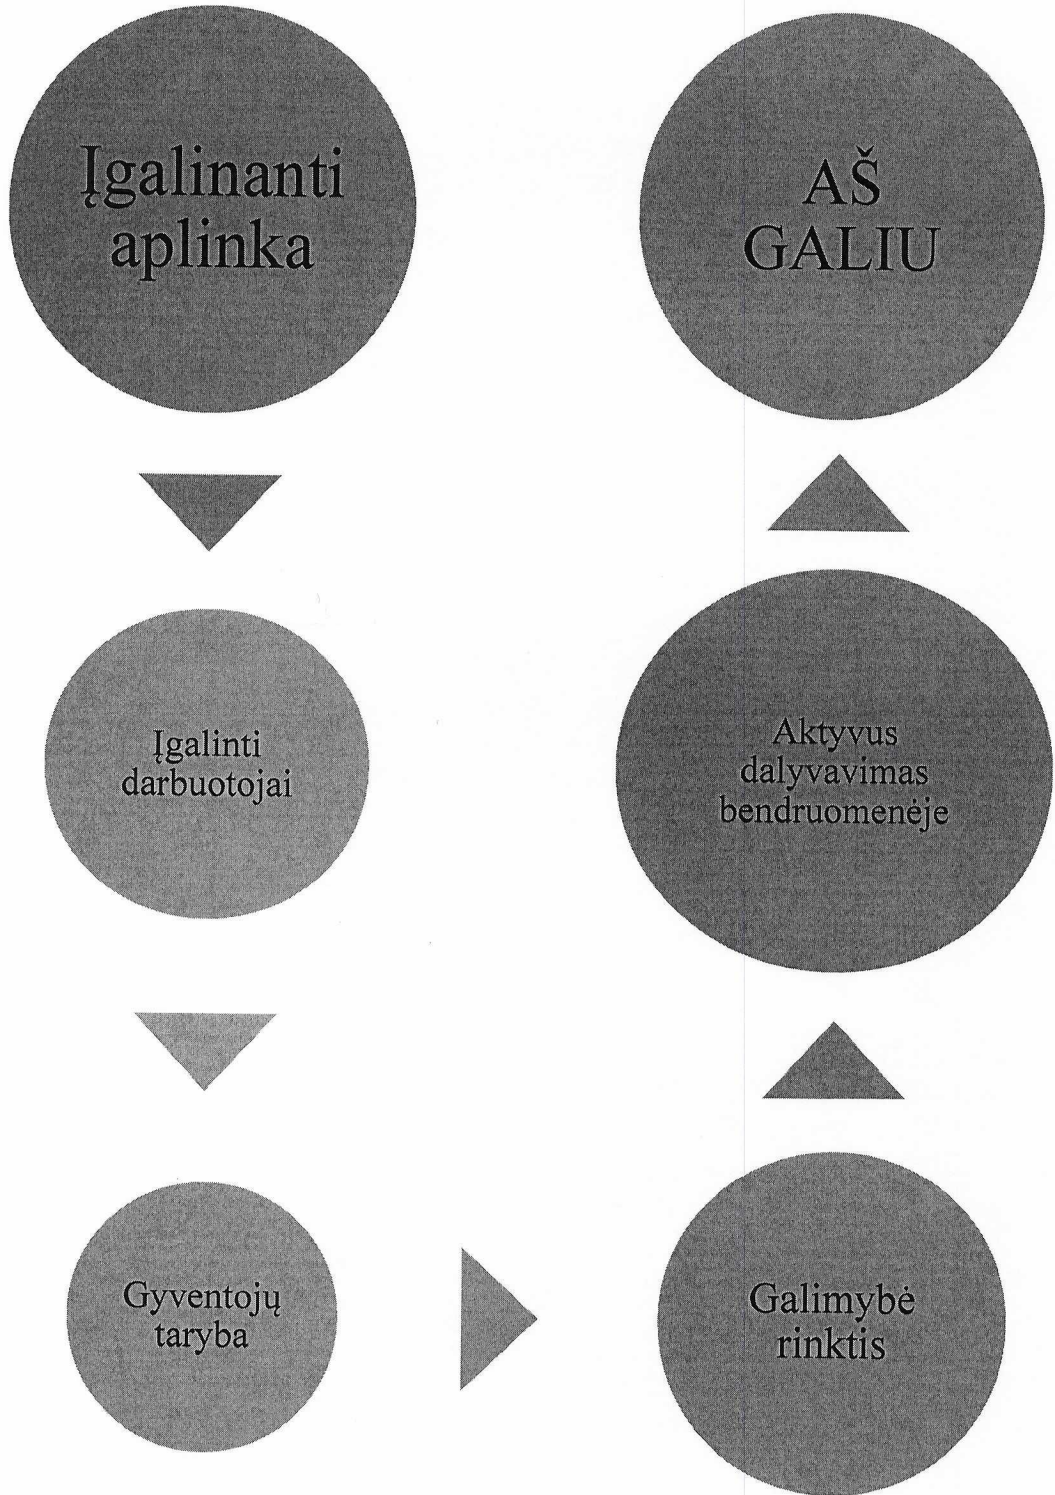 Įgalinanti
aplinka
Įgalinti
darbuotojai
Gyventojų
taryba
Galimybė
rinktis
Aktyvus
dalyvavimas
bendruomenėje
AŠ
GALIU